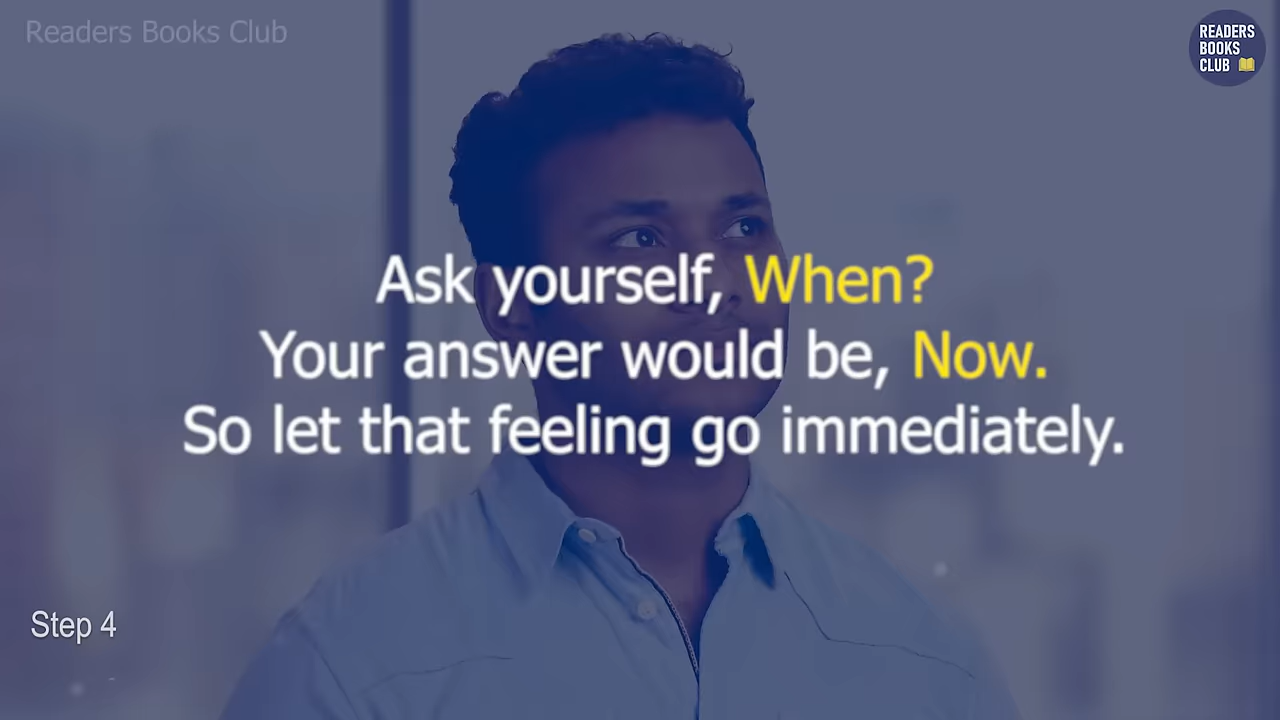 Readers Books Club
READERS
BOOKS
CLUB
Ask yourself, When?
Your answer would be, Now.
So let that feeling go immediately.
Step 4